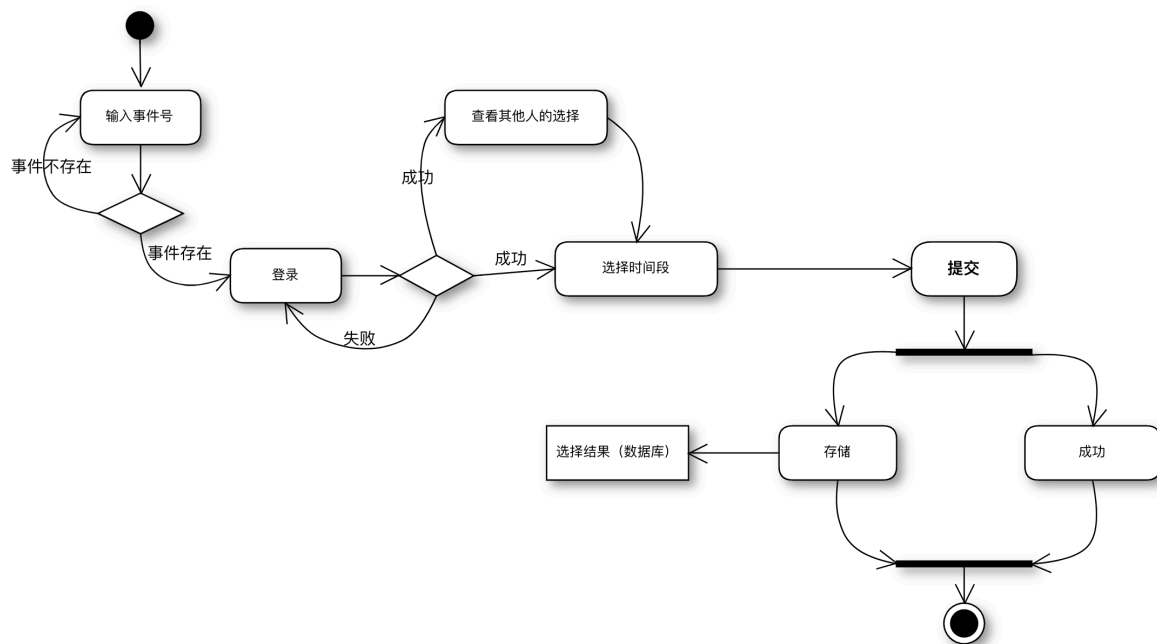 输入事件号
查看其他人的选择
事件不存在
成功
事件存在
登录
成功
选择时间段
提交
失败
选择结果（数据库）
存储
成功